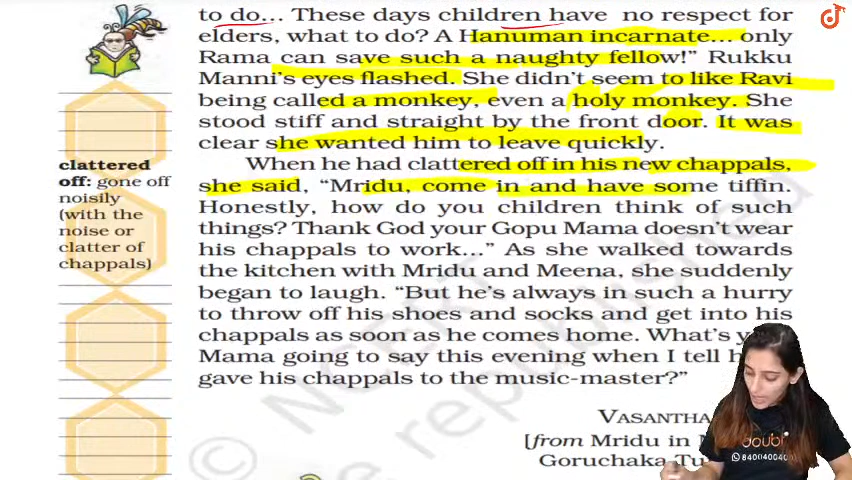 to do... These days children have no respect for
elders, what to do? A Hanuman incarnate... only
Rama can save such a naughty fellow!” Rukku
Manni’s eyes flashed. She didn’t seem to like Ravi
being called a monkey, even a holy monkey. She
stood stiff and straight by the front door. It was
clear she wanted him to leave quickly.
When he had clattered off in his new chappals,
she said, “Mridu, come in and have some tiffin.
Honestly, how do you children think of such
things? Thank God your Gopu Mama doesn’t wear
his chappals to work...” As she walked towards
the kitchen with Mridu and Meena, she suddenly
began to laugh. “But he’s always in such a hurry
to throw off his shoes and socks and get into his
chappals as soon as he comes home. What’s
Mama going to say this evening when I tell
gave his chappals to the music-master?”
VASANTHA
[from Mridu in
Goruchaka
clattered
off: gone off
noisily
(with the
noise or
clatter of
chappals)
© NCERT
be republished
doubt
8400400400